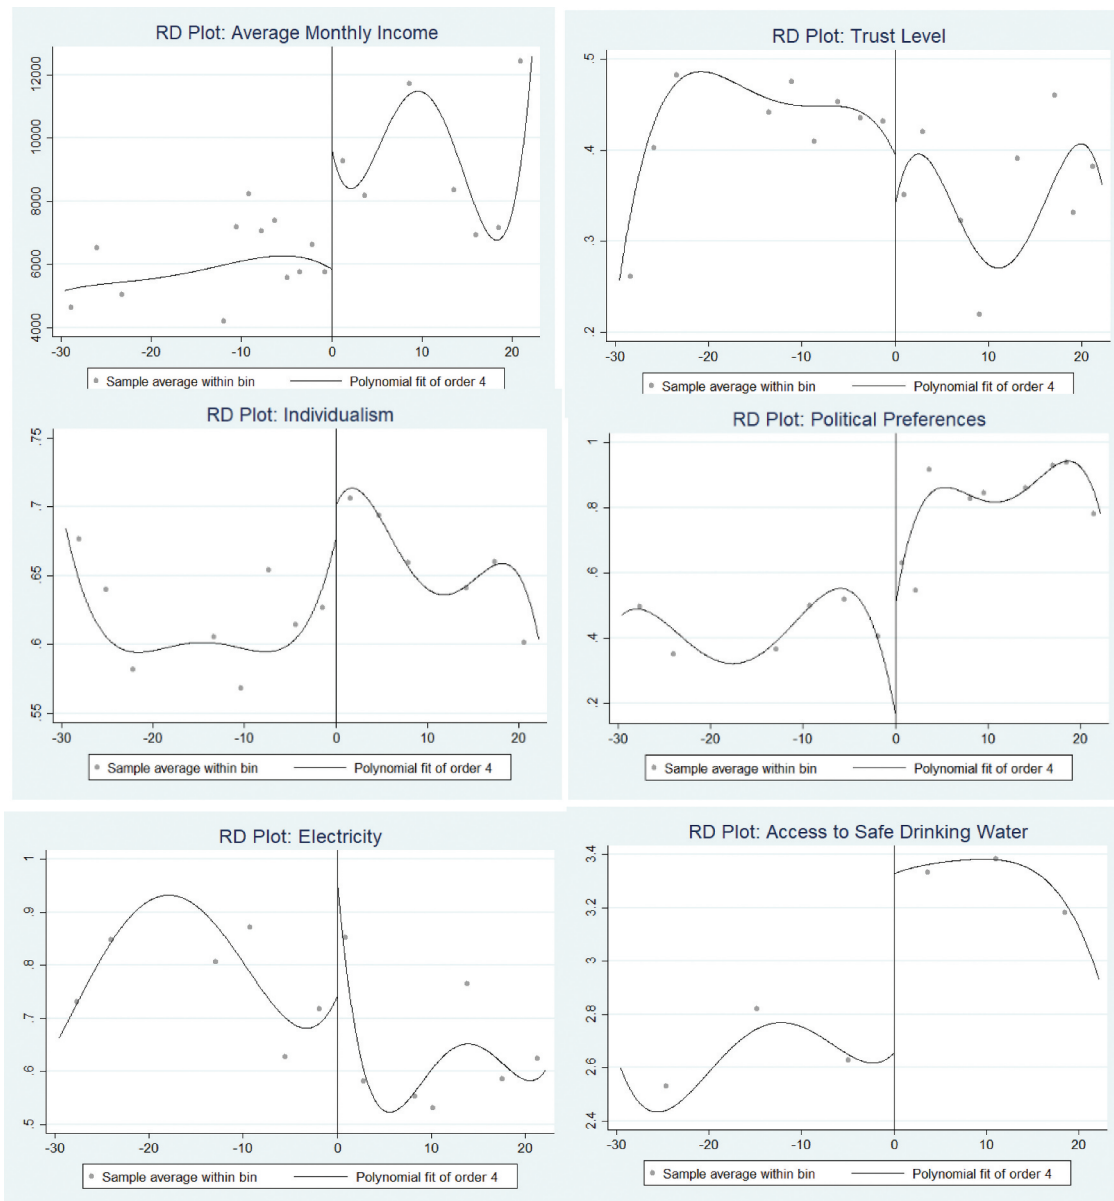 RD Plot: Average Monthly Income
12000
10000
8000
6000
4000
-30 -20 -10 0 10 20
Sample average within bin Polynomial fit of order 4
RD Plot: Trust Level
.5
.4
.3
.2
-30 -20 -10 0 10 20
Sample average within bin Polynomial fit of order 4
RD Plot: Individualism
.75
.7
.65
.6
.55
-30 -20 -10 0 10 20
Sample average within bin Polynomial fit of order 4
RD Plot: Political Preferences
1
.8
.6
.4
.2
-30 -20 -10 0 10 20
Sample average within bin Polynomial fit of order 4
RD Plot: Electricity
1
.9
.8
.7
.6
.5
-30 -20 -10 0 10 20
Sample average within bin Polynomial fit of order 4
RD Plot: Access to Safe Drinking Water
3.4
3.2
3
2.8
2.6
2.4
-30 -20 -10 0 10 20
Sample average within bin Polynomial fit of order 4